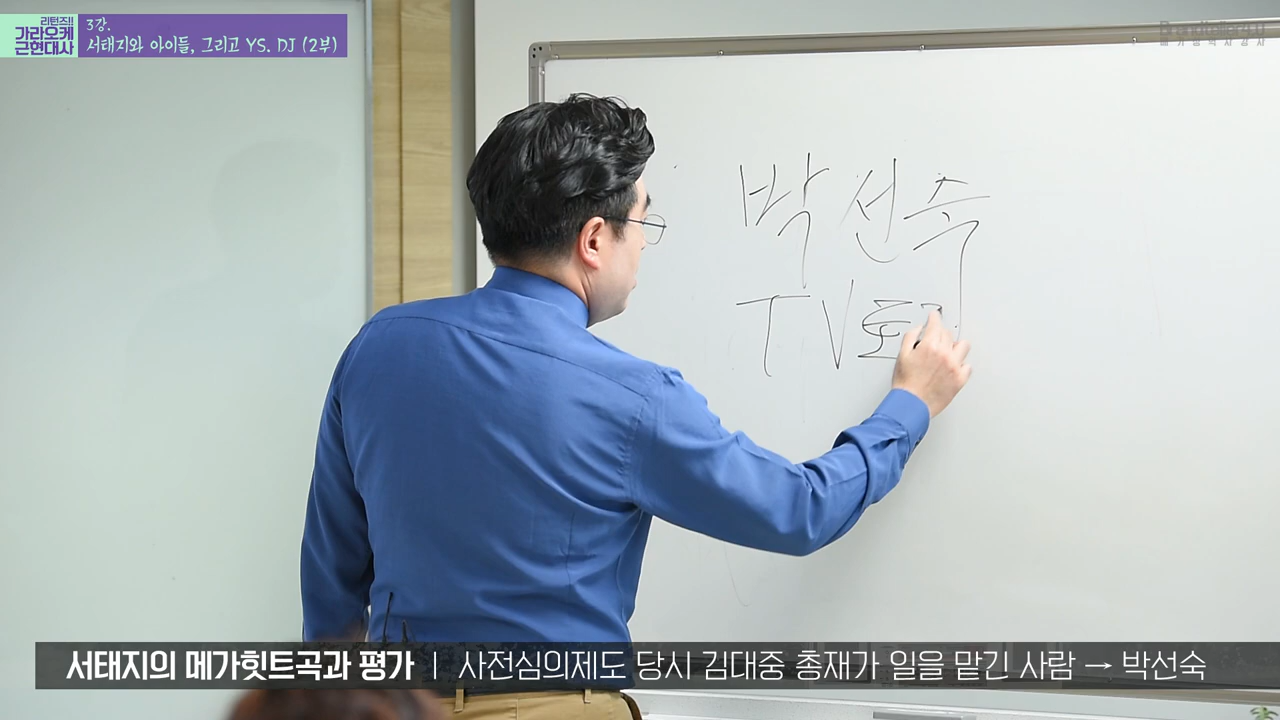 리턴즈!!
가라오케
근현대사
3강.
서태지와 아이들, 그리고 YS. DJ (2부)
박선숙
TV토
서태지의 메가힛트곡과 평가 | 사전심의제도 당시 김대중 총재가 일을 맡긴 사람 → 박선숙